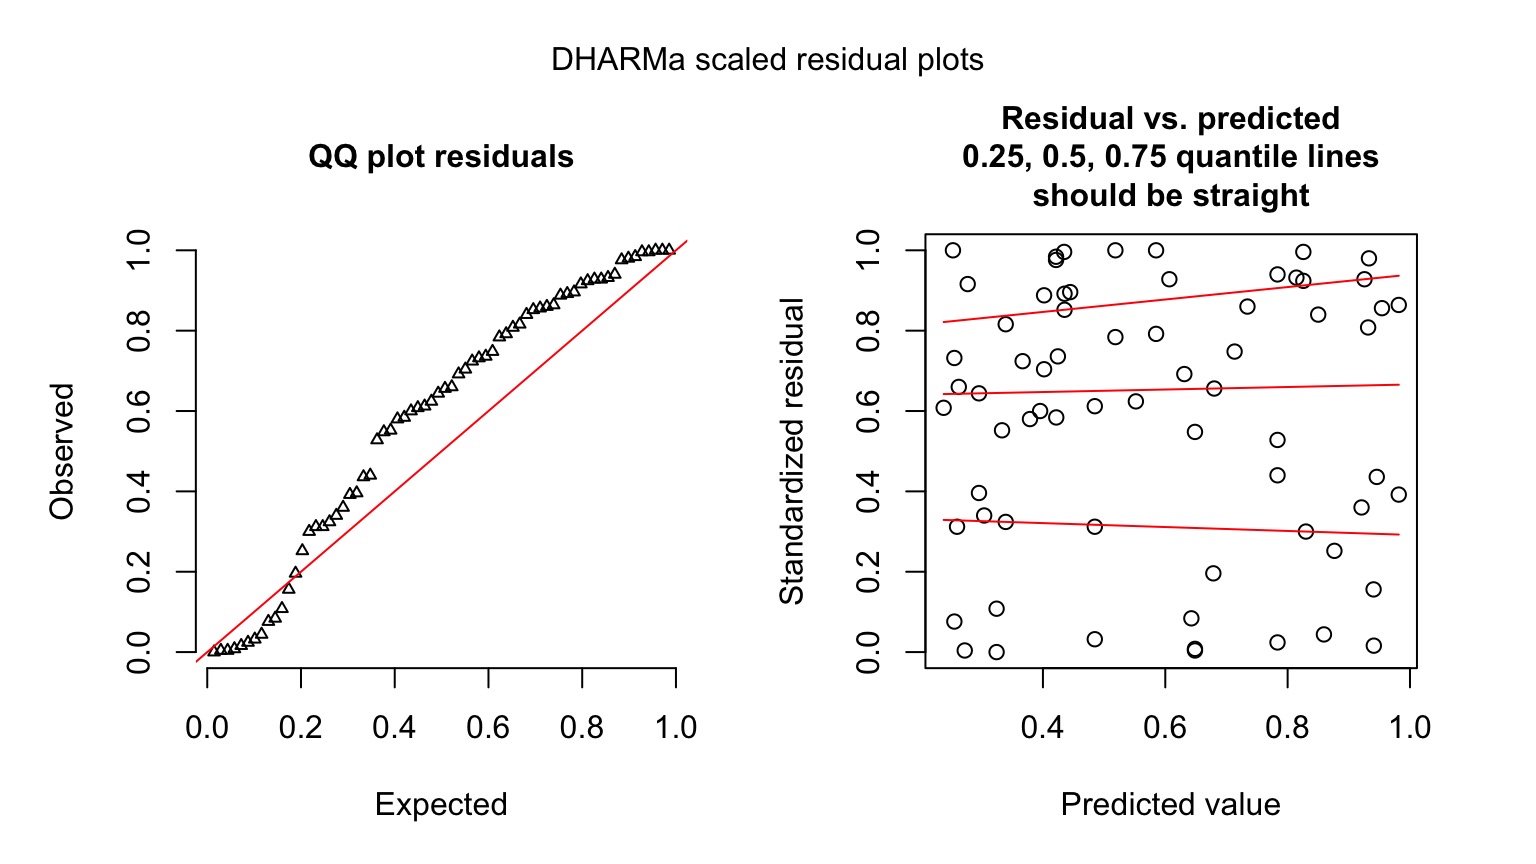 DHARMa scaled residual plots
QQ plot residuals
Observed
0.0 0.2 0.4 0.6 0.8 1.0
0.0 0.2 0.4 0.6 0.8 1.0
Expected
Residual vs. predicted
0.25, 0.5, 0.75 quantile lines
should be straight
Standardized residual
0.0 0.2 0.4 0.6 0.8 1.0
0.4 0.6 0.8 1.0
Predicted value